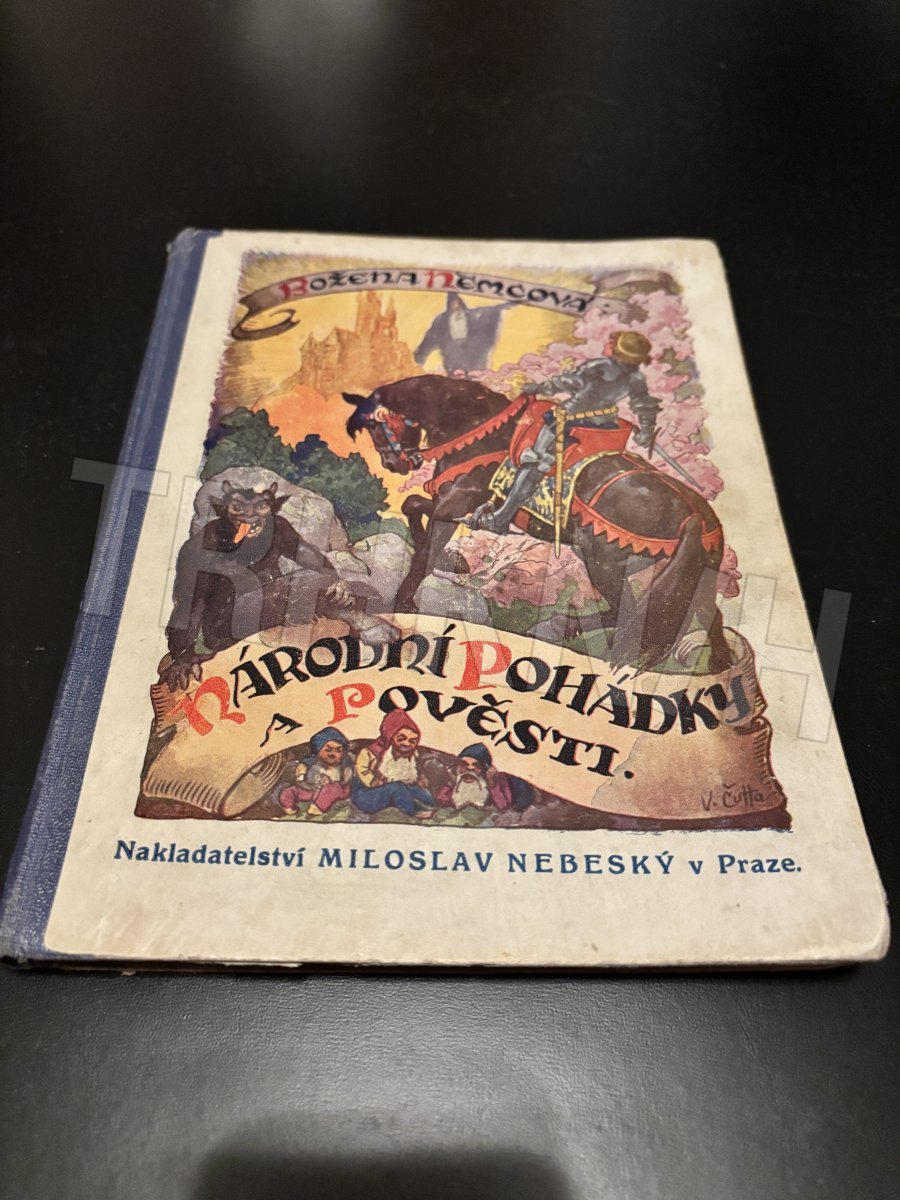 BOŽENA NĚMCOVÁ:
NÁRODNÍ POHÁDKY
A POVĚSTI.
V. Čutta
Nakladatelství MILOSLAV NEBESKÝ v Praze.